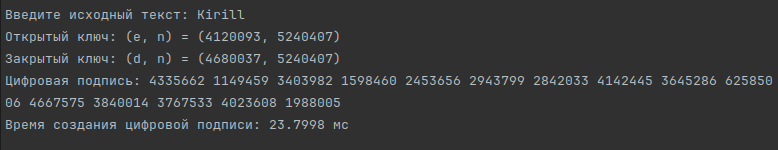 Введите исходный текст: Kirill
Открытый ключ: (e, n) = (4120093, 5240407)
Закрытый ключ: (d, n) = (4680037, 5240407)
Цифровая подпись: 4335662 1149459 3403982 1598460 2453656 2943799 2842033 4142445 3645286 625850
06 4667575 3840014 3767533 4023608 1988005
Время создания цифровой подписи: 23.7998 мс